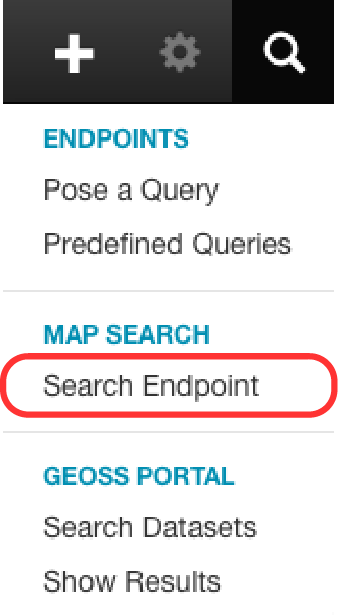 ENDPOINTS
Pose a Query
Predefined Queries
MAP SEARCH
Search Endpoint
GEOSS PORTAL
Search Datasets
Show Results